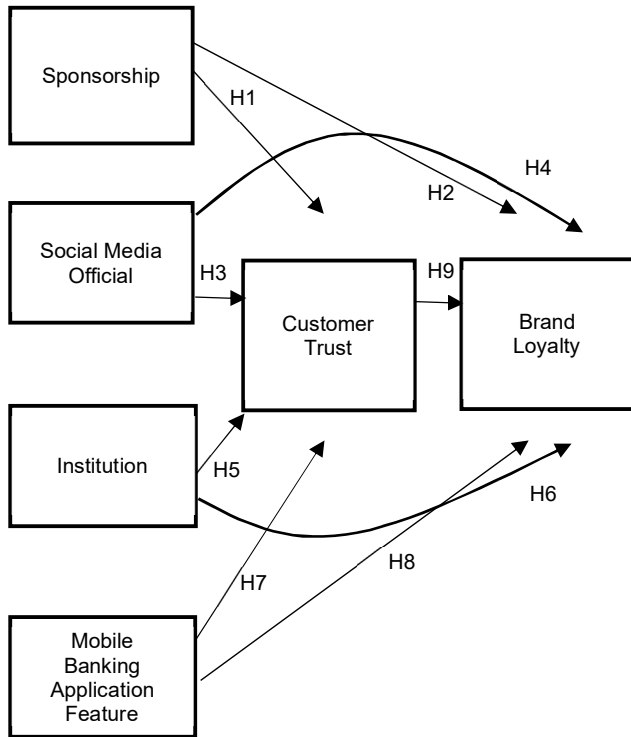 Sponsorship
H1
H4
H2
Social Media
Official
H3
H9
Customer
Trust
Brand
Loyalty
Institution
H5
H6
H8
H7
Mobile
Banking
Application
Feature